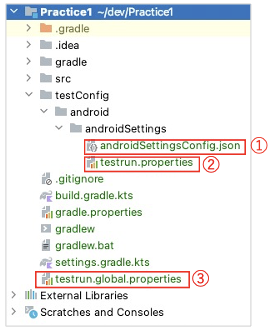 Practice1 ~/dev/Practice1
.gradle
.idea
gradle
src
testConfig
android
androidSettings
androidSettingsConfig.json ①
testrun.properties ②
.gitignore
build.gradle.kts
gradle.properties
gradlew
gradlew.bat
settings.gradle.kts
testrun.global.properties ③
External Libraries
Scratches and Consoles